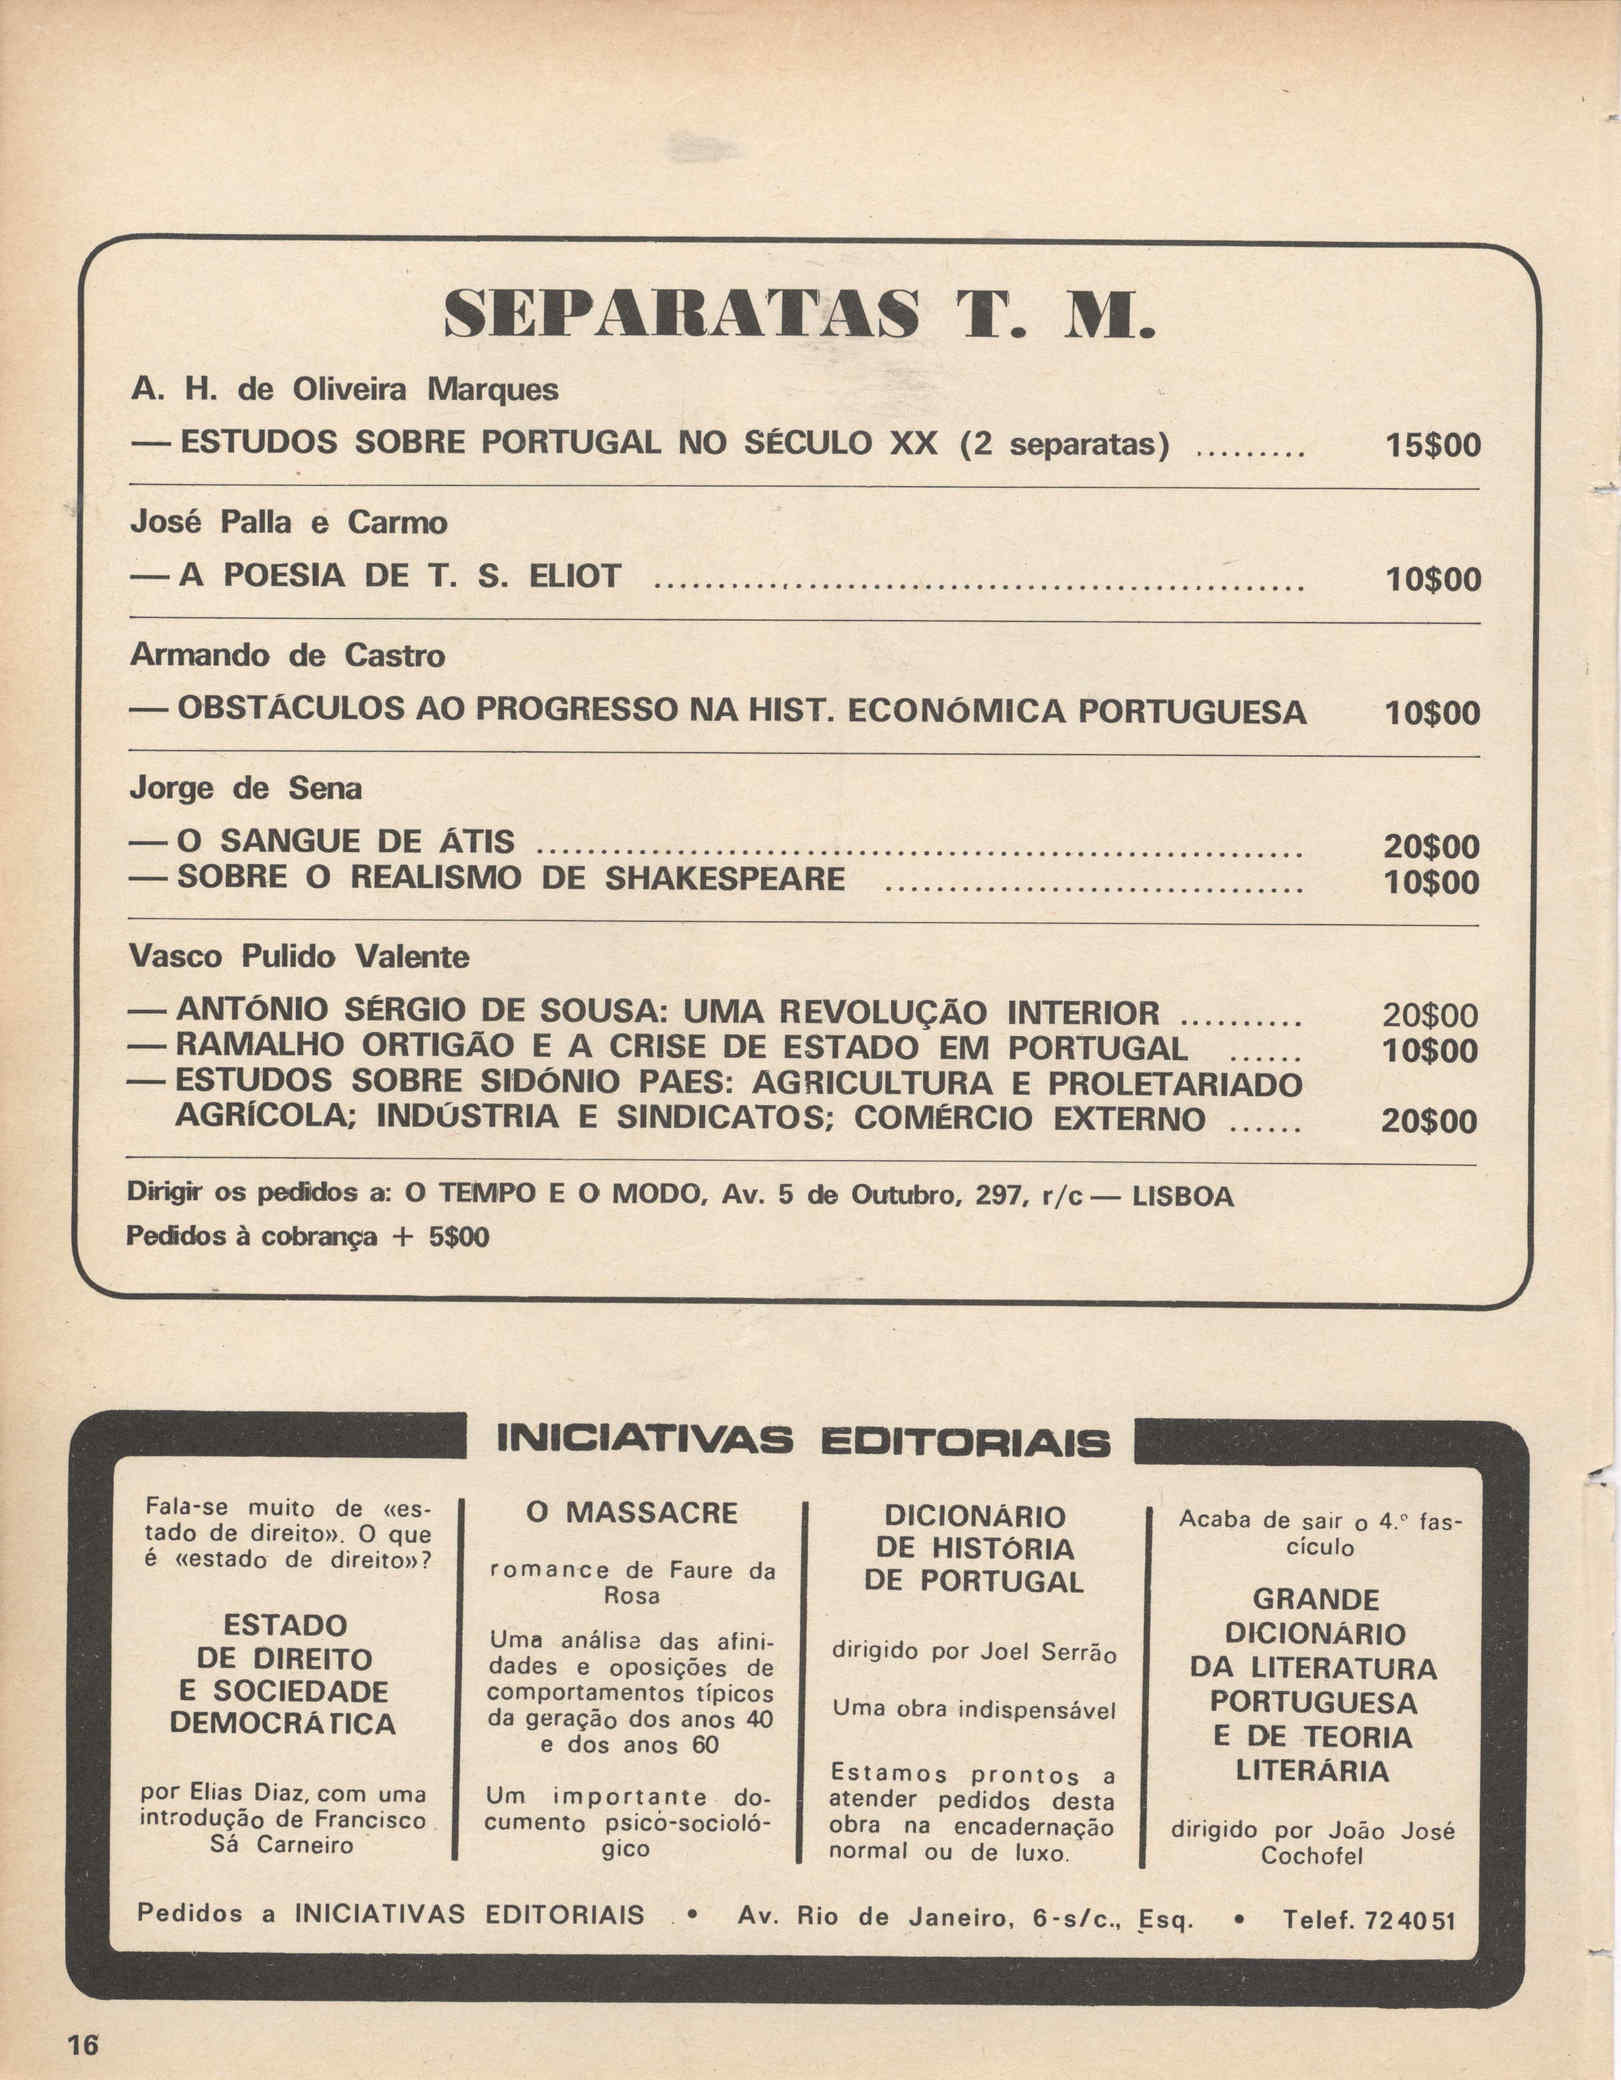 SEPARATAS T. M.
A. H. de Oliveira Marques
— ESTUDOS SOBRE PORTUGAL NO SÉCULO XX (2 separatas) ......... 15$00
José Palla e Carmo
— A POESIA DE T. S. ELIOT .................................................... 10$00
Armando de Castro
— OBSTÁCULOS AO PROGRESSO NA HIST. ECONÓMICA PORTUGUESA 10$00
Jorge de Sena
— O SANGUE DE ÁTIS ............................................................. 20$00
— SOBRE O REALISMO DE SHAKESPEARE ................................. 10$00
Vasco Pulido Valente
— ANTÓNIO SÉRGIO DE SOUSA: UMA REVOLUÇÃO INTERIOR .......... 20$00
— RAMALHO ORTIGÃO E A CRISE DE ESTADO EM PORTUGAL ...... 10$00
— ESTUDOS SOBRE SIDÓNIO PAES: AGRICULTURA E PROLETARIADO
AGRÍCOLA; INDÚSTRIA E SINDICATOS; COMÉRCIO EXTERNO ...... 20$00
Dirigir os pedidos a: O TEMPO E O MODO, Av. 5 de Outubro, 297, r/c — LISBOA
Pedidos à cobrança + 5$00
INICIATIVAS EDITORIAIS
Fala-se muito de «es-
tado de direito». O que
é «estado de direito»?
ESTADO
DE DIREITO
E SOCIEDADE
DEMOCRÁTICA
por Elias Diaz, com uma
introdução de Francisco
Sá Carneiro
O MASSACRE
romance de Faure da
Rosa
Uma análise das afini-
dades e oposições de
comportamentos típicos
da geração dos anos 40
e dos anos 60
Um importante do-
cumento psicó-socioló-
gico
DICIONÁRIO
DE HISTÓRIA
DE PORTUGAL
dirigido por Joel Serrão
Uma obra indispensável
Estamos prontos a
atender pedidos desta
obra na encadernação
normal ou de luxo.
Acaba de sair o 4.º fas-
cículo
GRANDE
DICIONÁRIO
DA LITERATURA
PORTUGUESA
E DE TEORIA
LITERÁRIA
dirigido por João José
Cochofel
Pedidos a INICIATIVAS EDITORIAIS • Av. Rio de Janeiro, 6-s/c., Esq. • Telef. 72 40 51
16